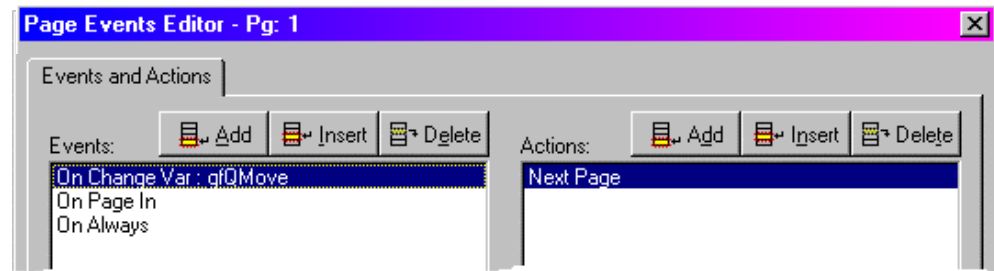 Page Events Editor - Pg: 1
Events and Actions
Events: Add Insert Delete
Actions: Add Insert Delete
On Change Var : gfQMove
On Page In
On Always
Next Page